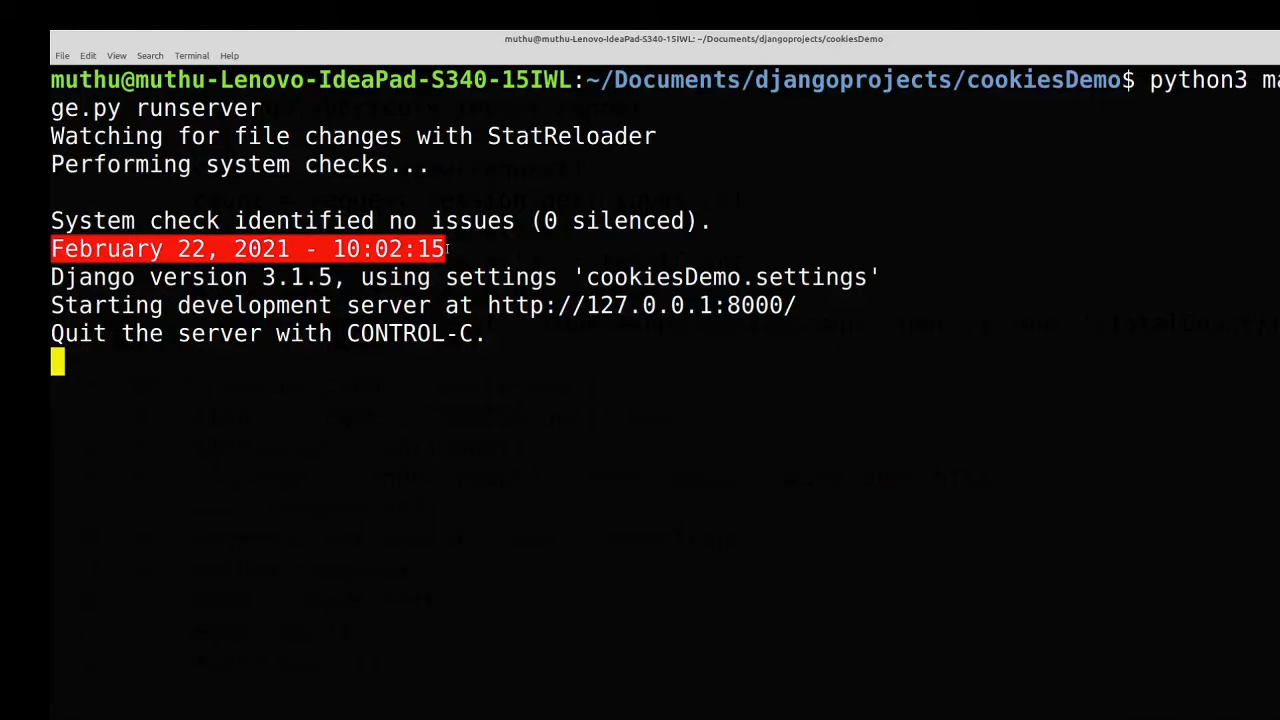 muthu@muthu-Lenovo-IdeaPad-S340-15IWL: ~/Documents/djangoprojects/cookiesDemo
File Edit View Search Terminal Help
muthu@muthu-Lenovo-IdeaPad-S340-15IWL:~/Documents/djangoprojects/cookiesDemo$ python3 ma
ge.py runserver
Watching for file changes with StatReloader
Performing system checks...
System check identified no issues (0 silenced).
February 22, 2021 - 10:02:15
Django version 3.1.5, using settings 'cookiesDemo.settings'
Starting development server at http://127.0.0.1:8000/
Quit the server with CONTROL-C.